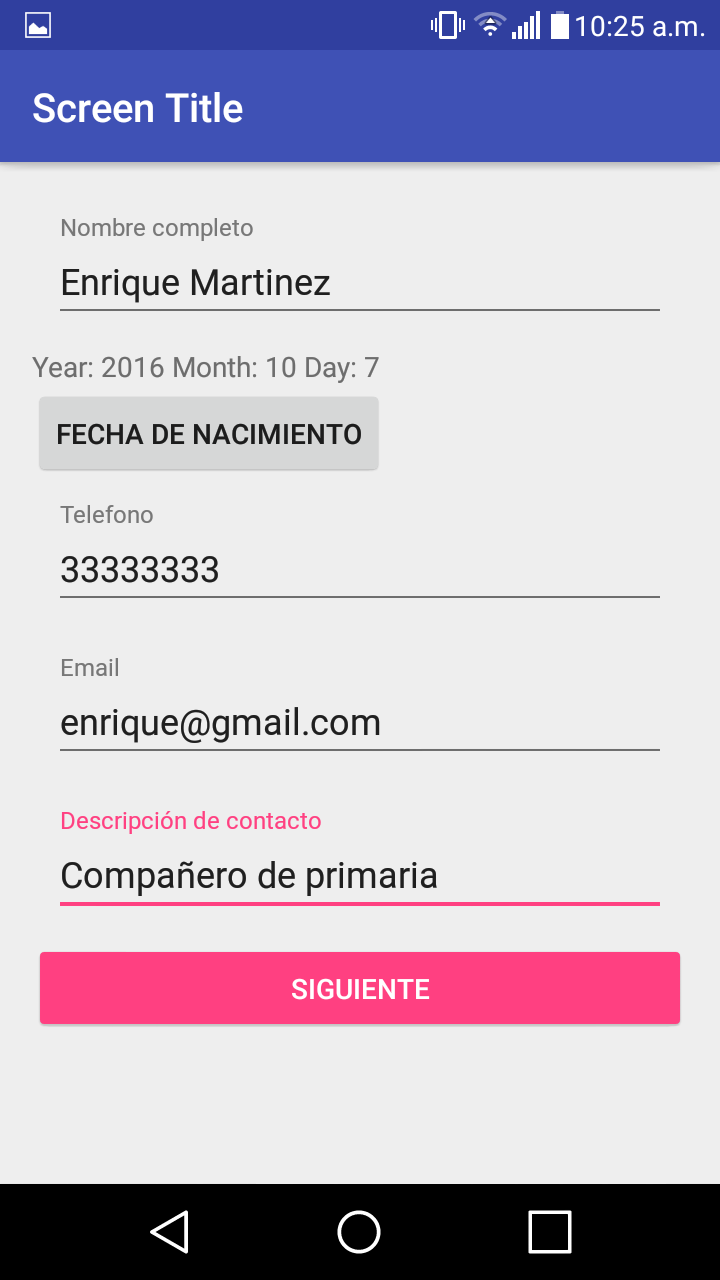 10:25 a.m.
Screen Title
Nombre completo
Enrique Martinez
Year: 2016 Month: 10 Day: 7
FECHA DE NACIMIENTO
Telefono
33333333
Email
enrique@gmail.com
Descripción de contacto
Compañero de primaria
SIGUIENTE